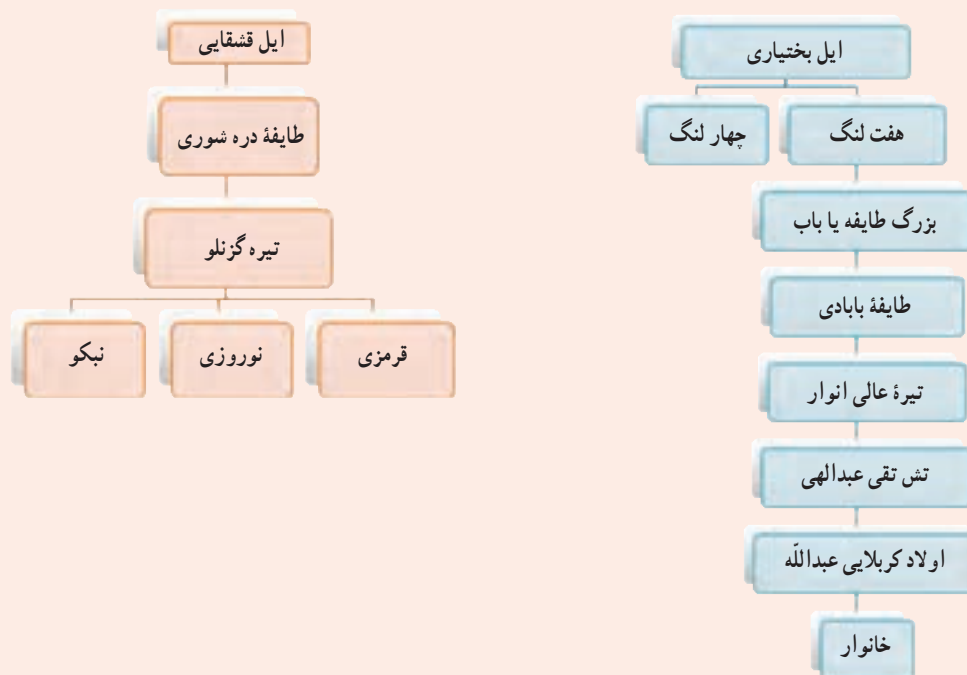 ایل بختیاری
هفت لنگ
چهار لنگ
بزرگ طایفه یا باب
طایفهٔ بابادی
تیرهٔ عالی انوار
تش تقی عبدالهی
اولاد کربلایی عبداللّه
خانوار
ایل قشقایی
طایفهٔ دره شوری
تیره گزنلو
قرمزی
نوروزی
نبکو